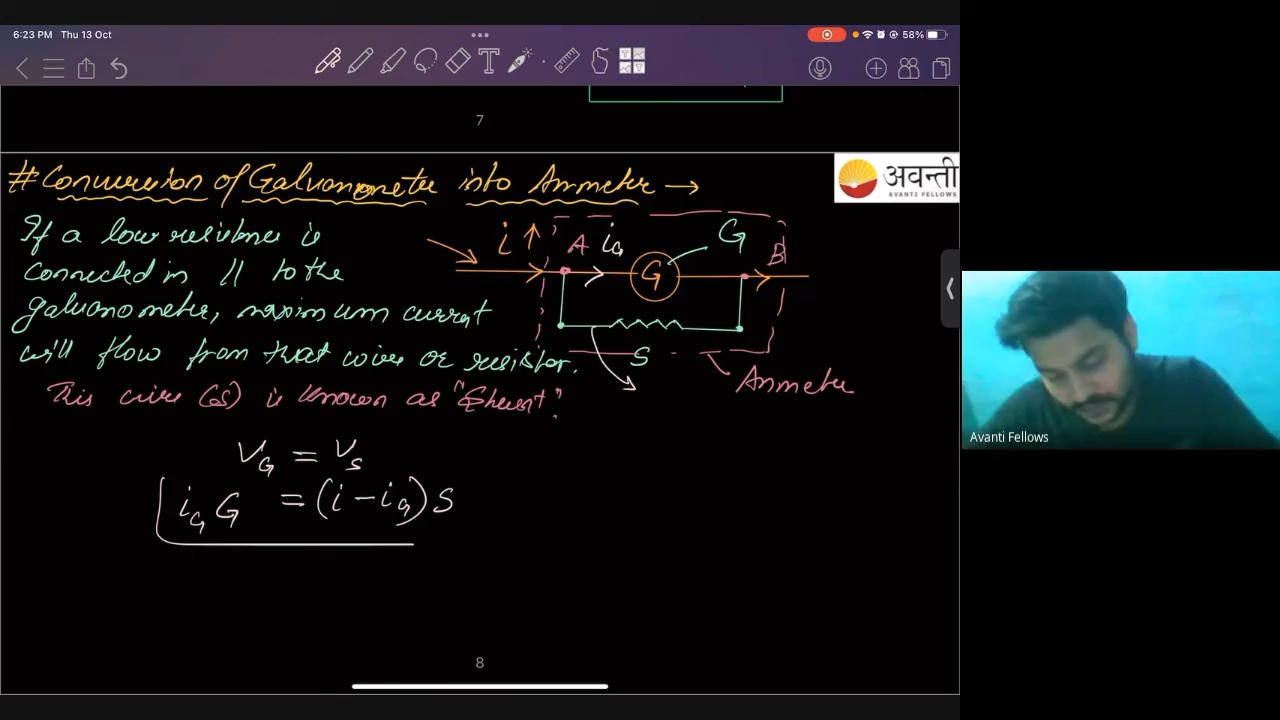 6:23 PM Thu 13 Oct
58%
7
# Conversion of Galvanometer into Ammeter →
अवन्ती
AVANTI FELLOWS
If a low resistance is
connected in || to the
galvanometer, maximum current
will flow from that wire or resistor.
This wire (s) is known as "Shunt".
i ↑ A iG G B
G
S
Ammeter
VG = VS
iG G = (i - iG) S
Avanti Fellows
8